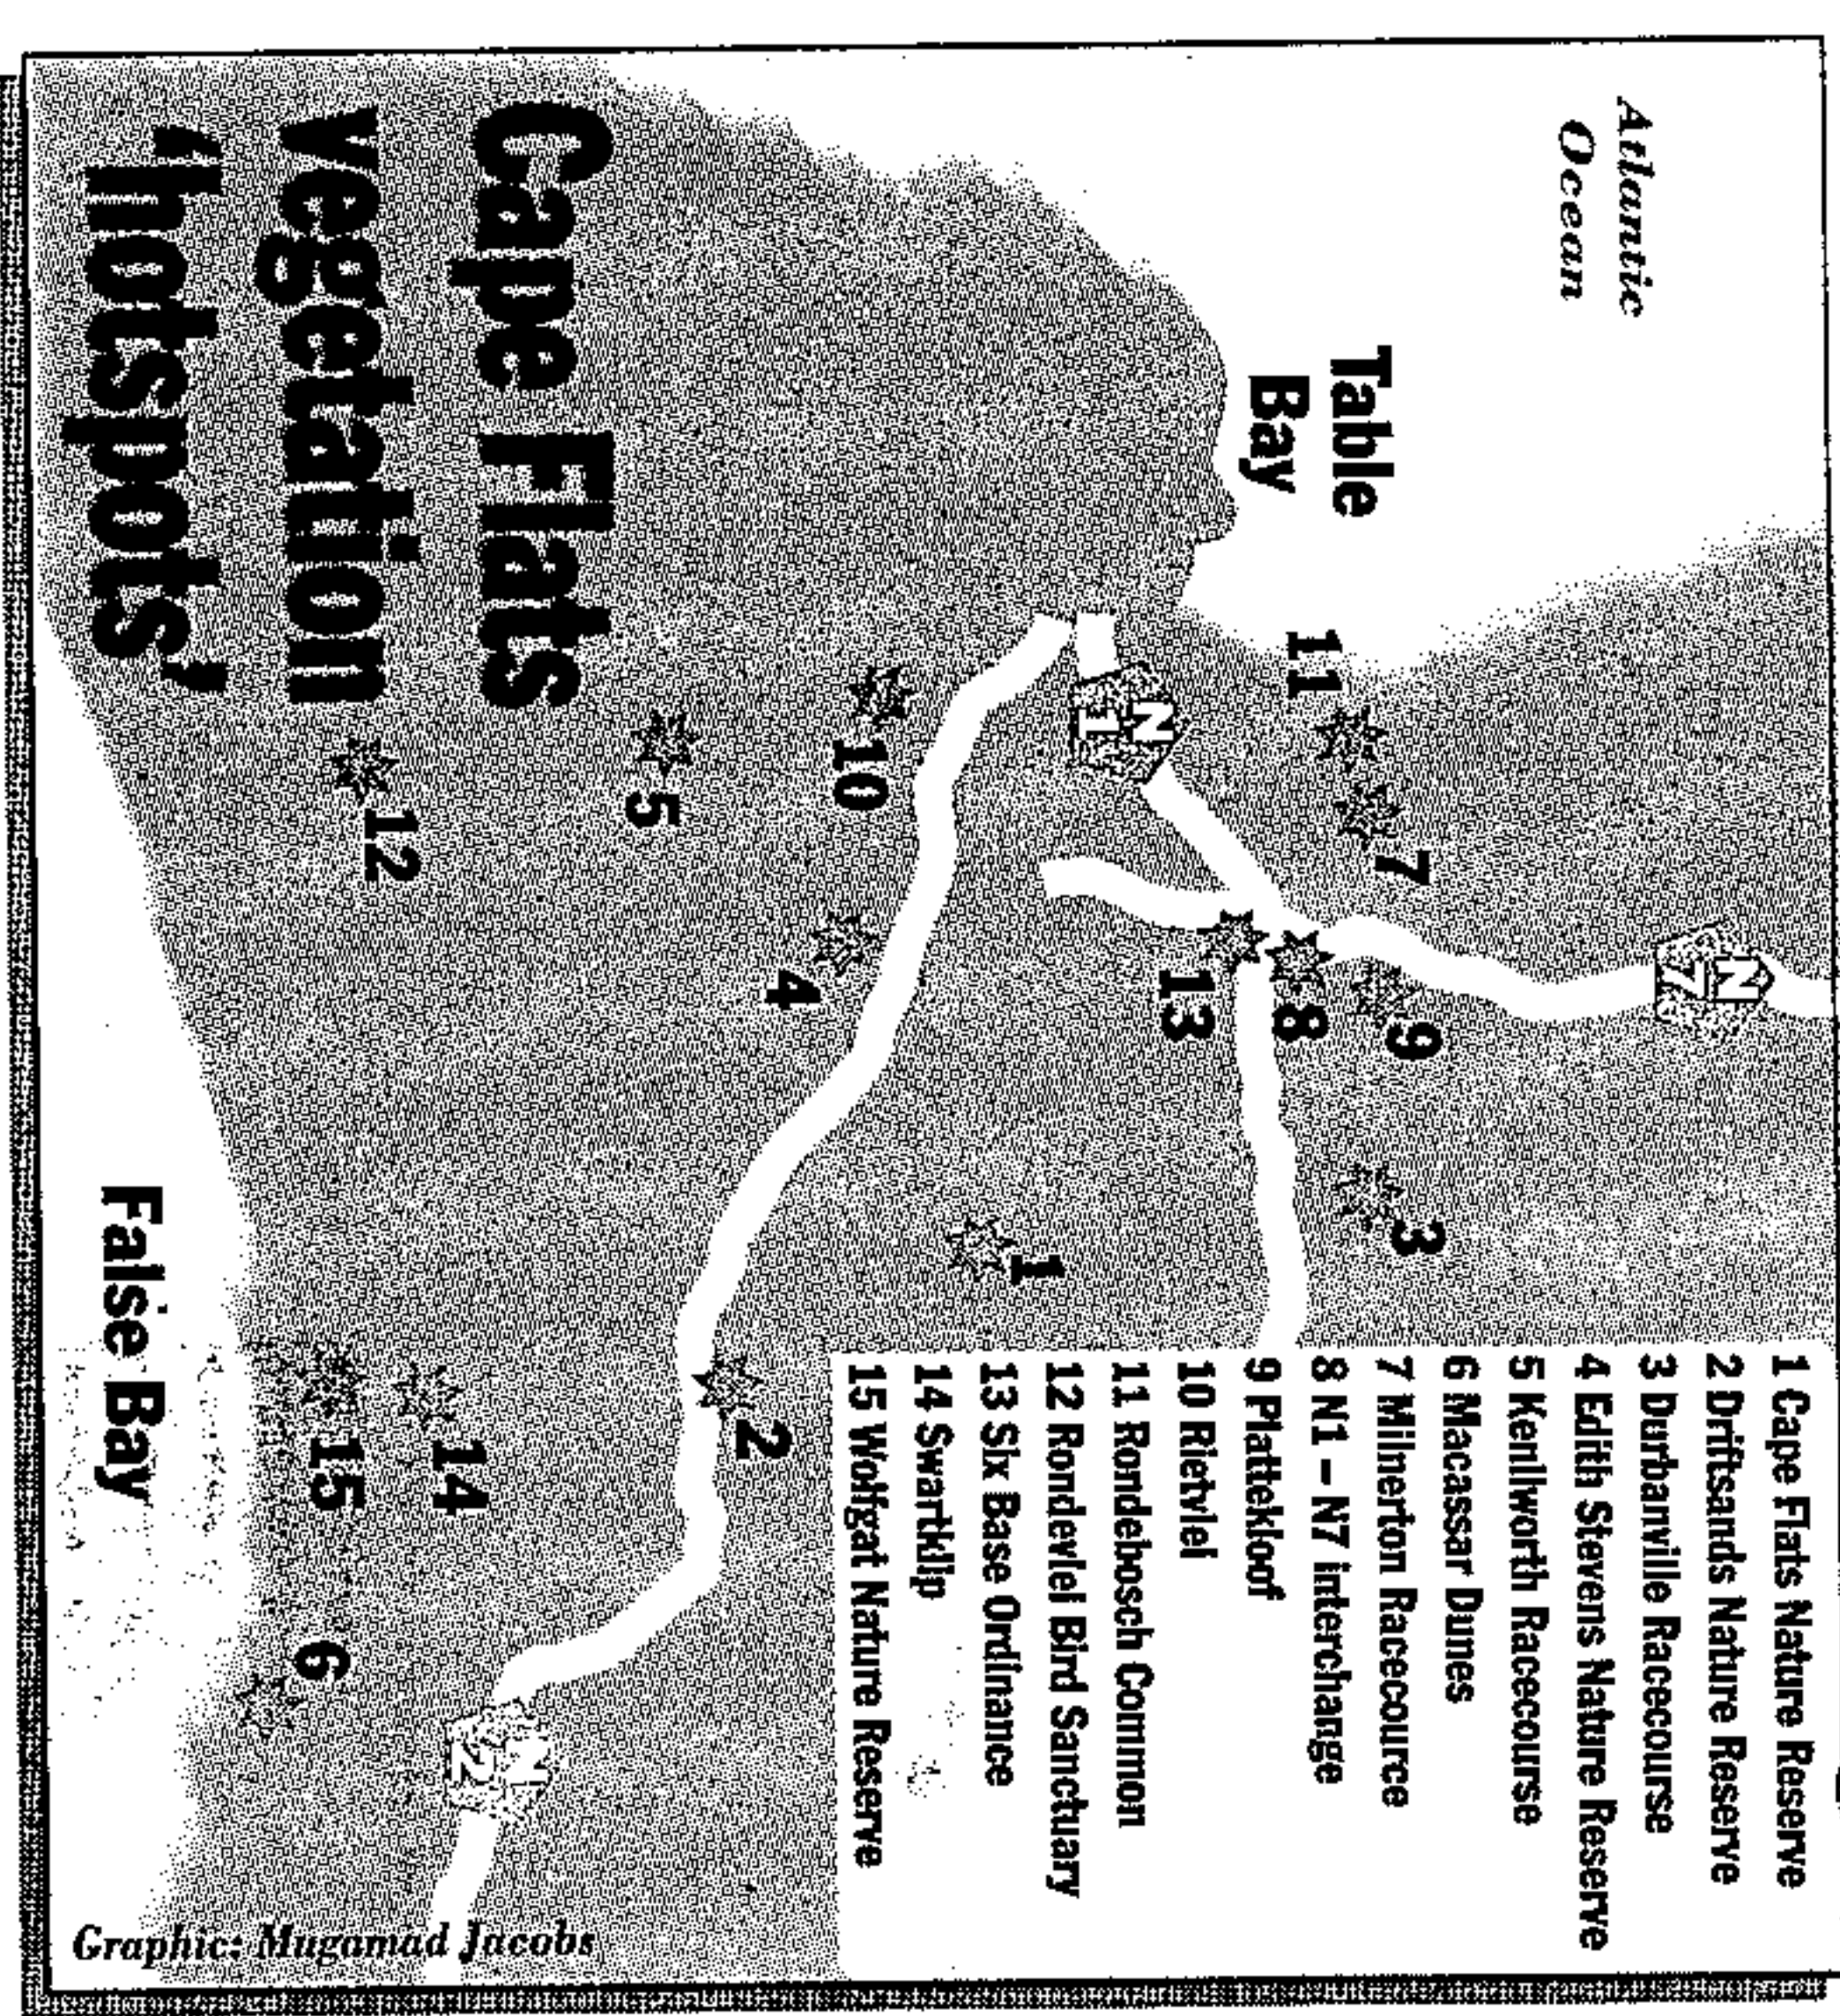 Atlantic
Ocean
Table
Bay
Cape Flats
vegetation
'hotspots'
N
7
N
1
N
2
11
7
9
8
13
3
10
5
4
12
1
2
14
15
6
False Bay
1 Cape Flats Nature Reserve
2 Driftsands Nature Reserve
3 Durbanville Racecourse
4 Edith Stevens Nature Reserve
5 Kenilworth Racecourse
6 Macassar Dunes
7 Milnerton Racecource
8 N1 – N7 interchange
9 Plattekloof
10 Rietvlei
11 Rondebosch Common
12 Rondevlei Bird Sanctuary
13 Six Base Ordinance
14 Swartklip
15 Wolfgat Nature Reserve
Graphic: Mugamad Jacobs